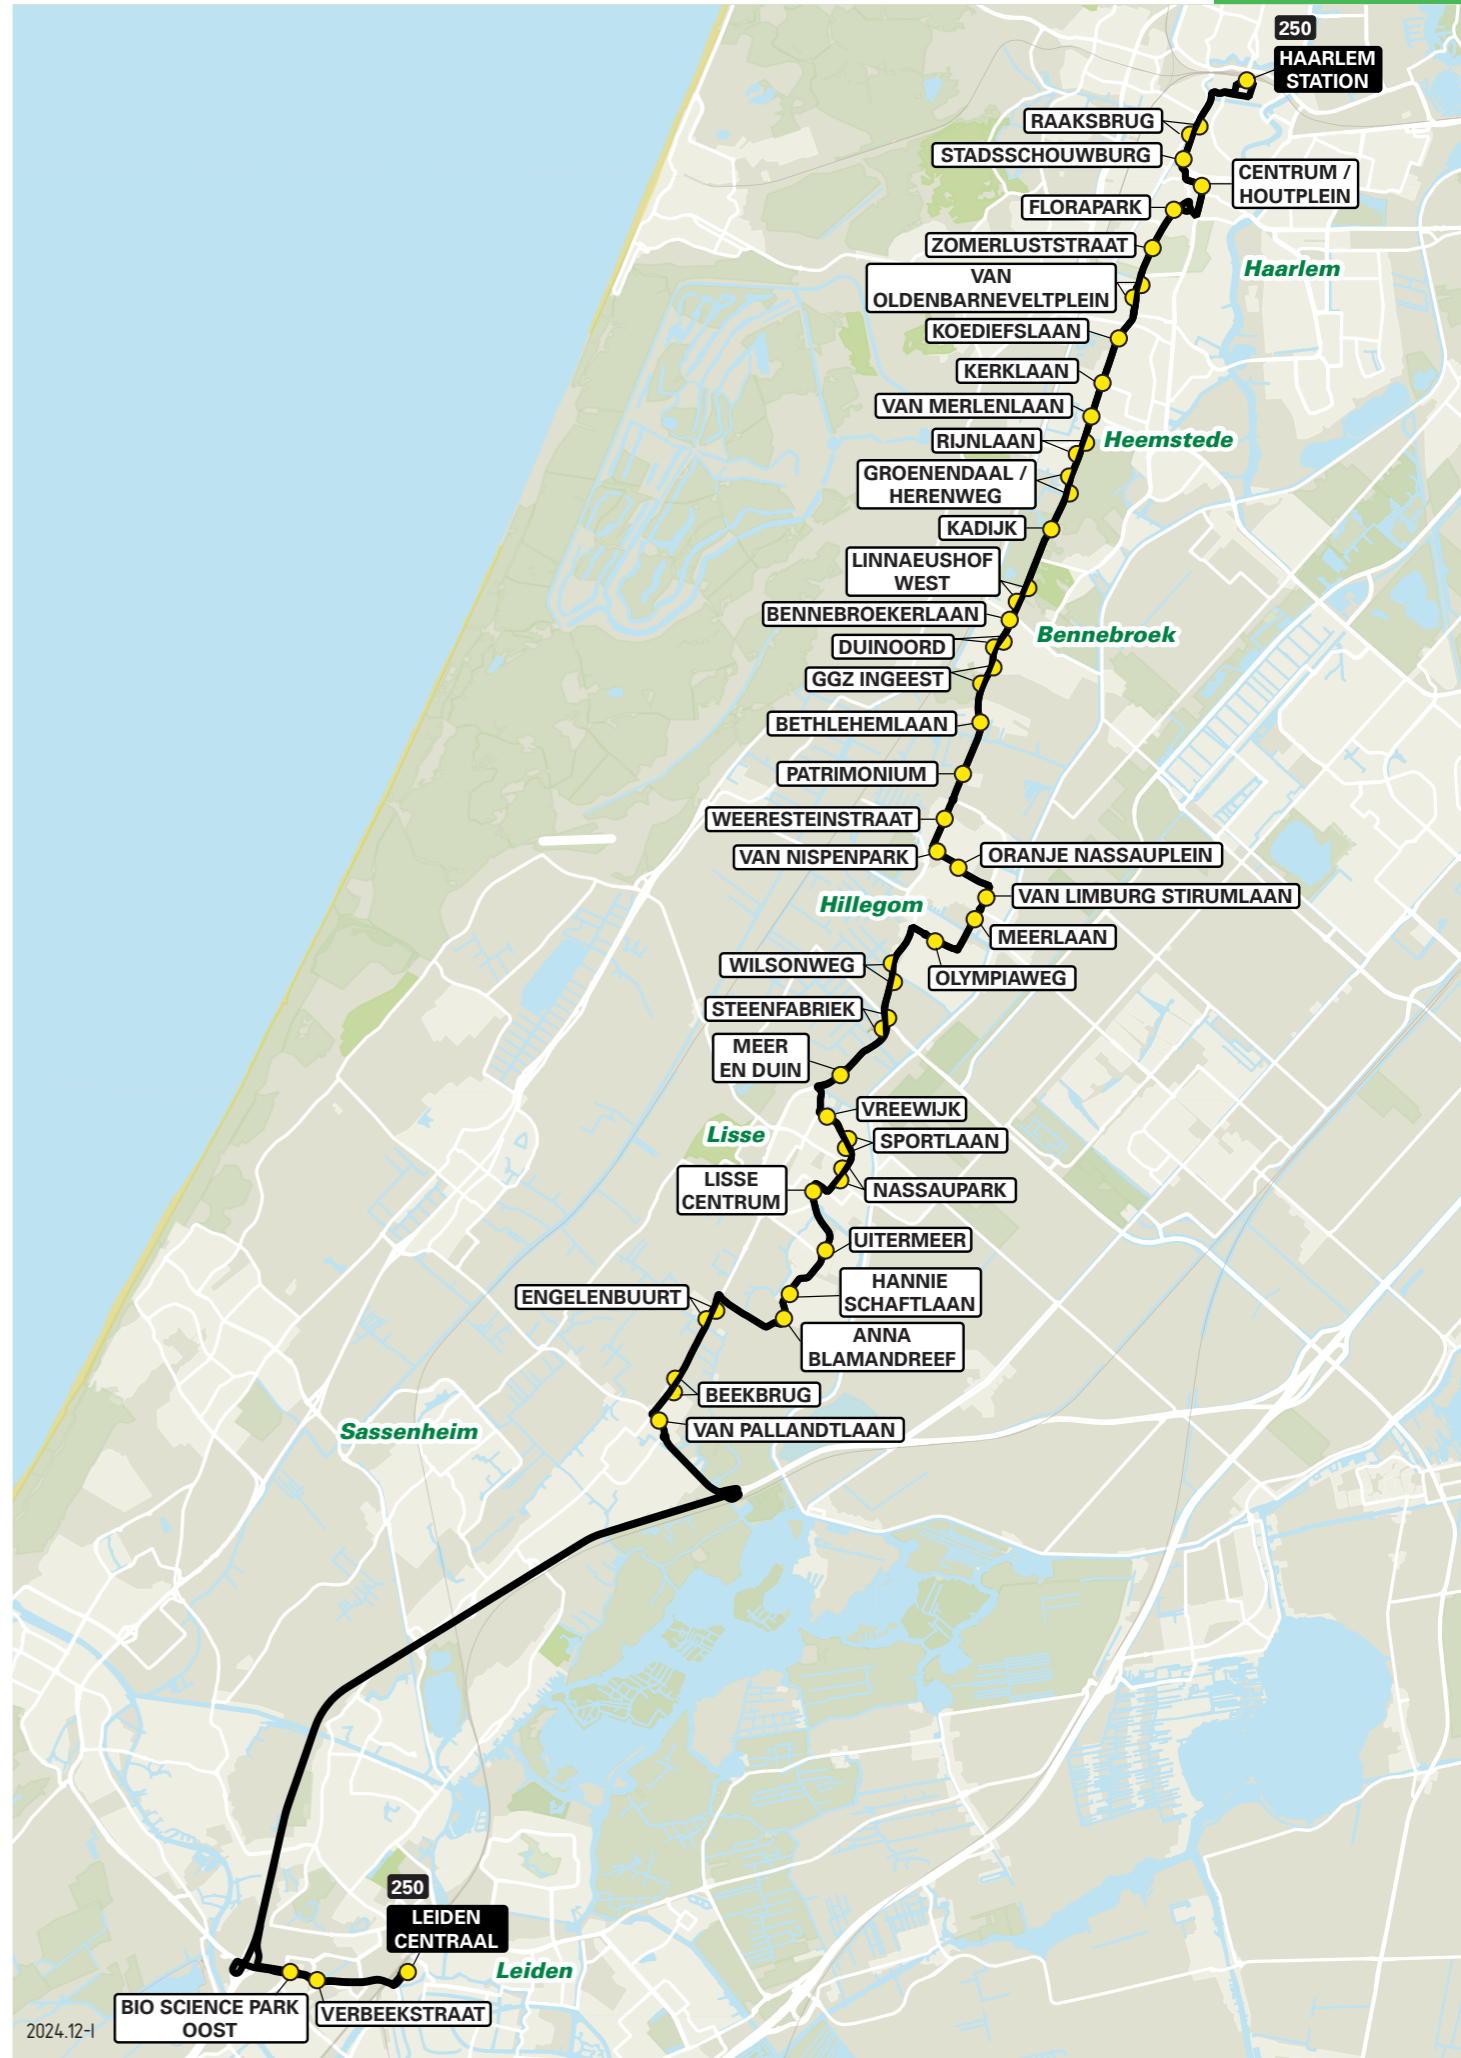 250
HAARLEM
STATION
RAAKSBRUG
STADSSCHOUWBURG
CENTRUM /
HOUTPLEIN
FLORAPARK
ZOMERLUSTSTRAAT
Haarlem
VAN
OLDENBARNEVELTPLEIN
KOEDIEFSLAAN
KERKLAAN
VAN MERLENLAAN
RIJNLAAN
Heemstede
GROENENDAAL /
HERENWEG
KADIJK
LINNAEUSHOF
WEST
BENNEBROEKERLAAN
Bennebroek
DUINOORD
GGZ INGEEST
BETHLEHEMLAAN
PATRIMONIUM
WEERESTEINSTRAAT
VAN NISPENPARK
ORANJE NASSAUPLEIN
VAN LIMBURG STIRUMLAAN
Hillegom
MEERLAAN
WILSONWEG
OLYMPIAWEG
STEENFABRIEK
MEER
EN DUIN
VREEWIJK
Lisse
SPORTLAAN
LISSE
CENTRUM
NASSAUPARK
UITERMEER
HANNIE
SCHAFTLAAN
ENGELENBUURT
ANNA
BLAMANDREEF
BEEKBRUG
VAN PALLANDTLAAN
Sassenheim
250
LEIDEN
CENTRAAL
Leiden
BIO SCIENCE PARK
OOST
VERBEEKSTRAAT
2024.12-I